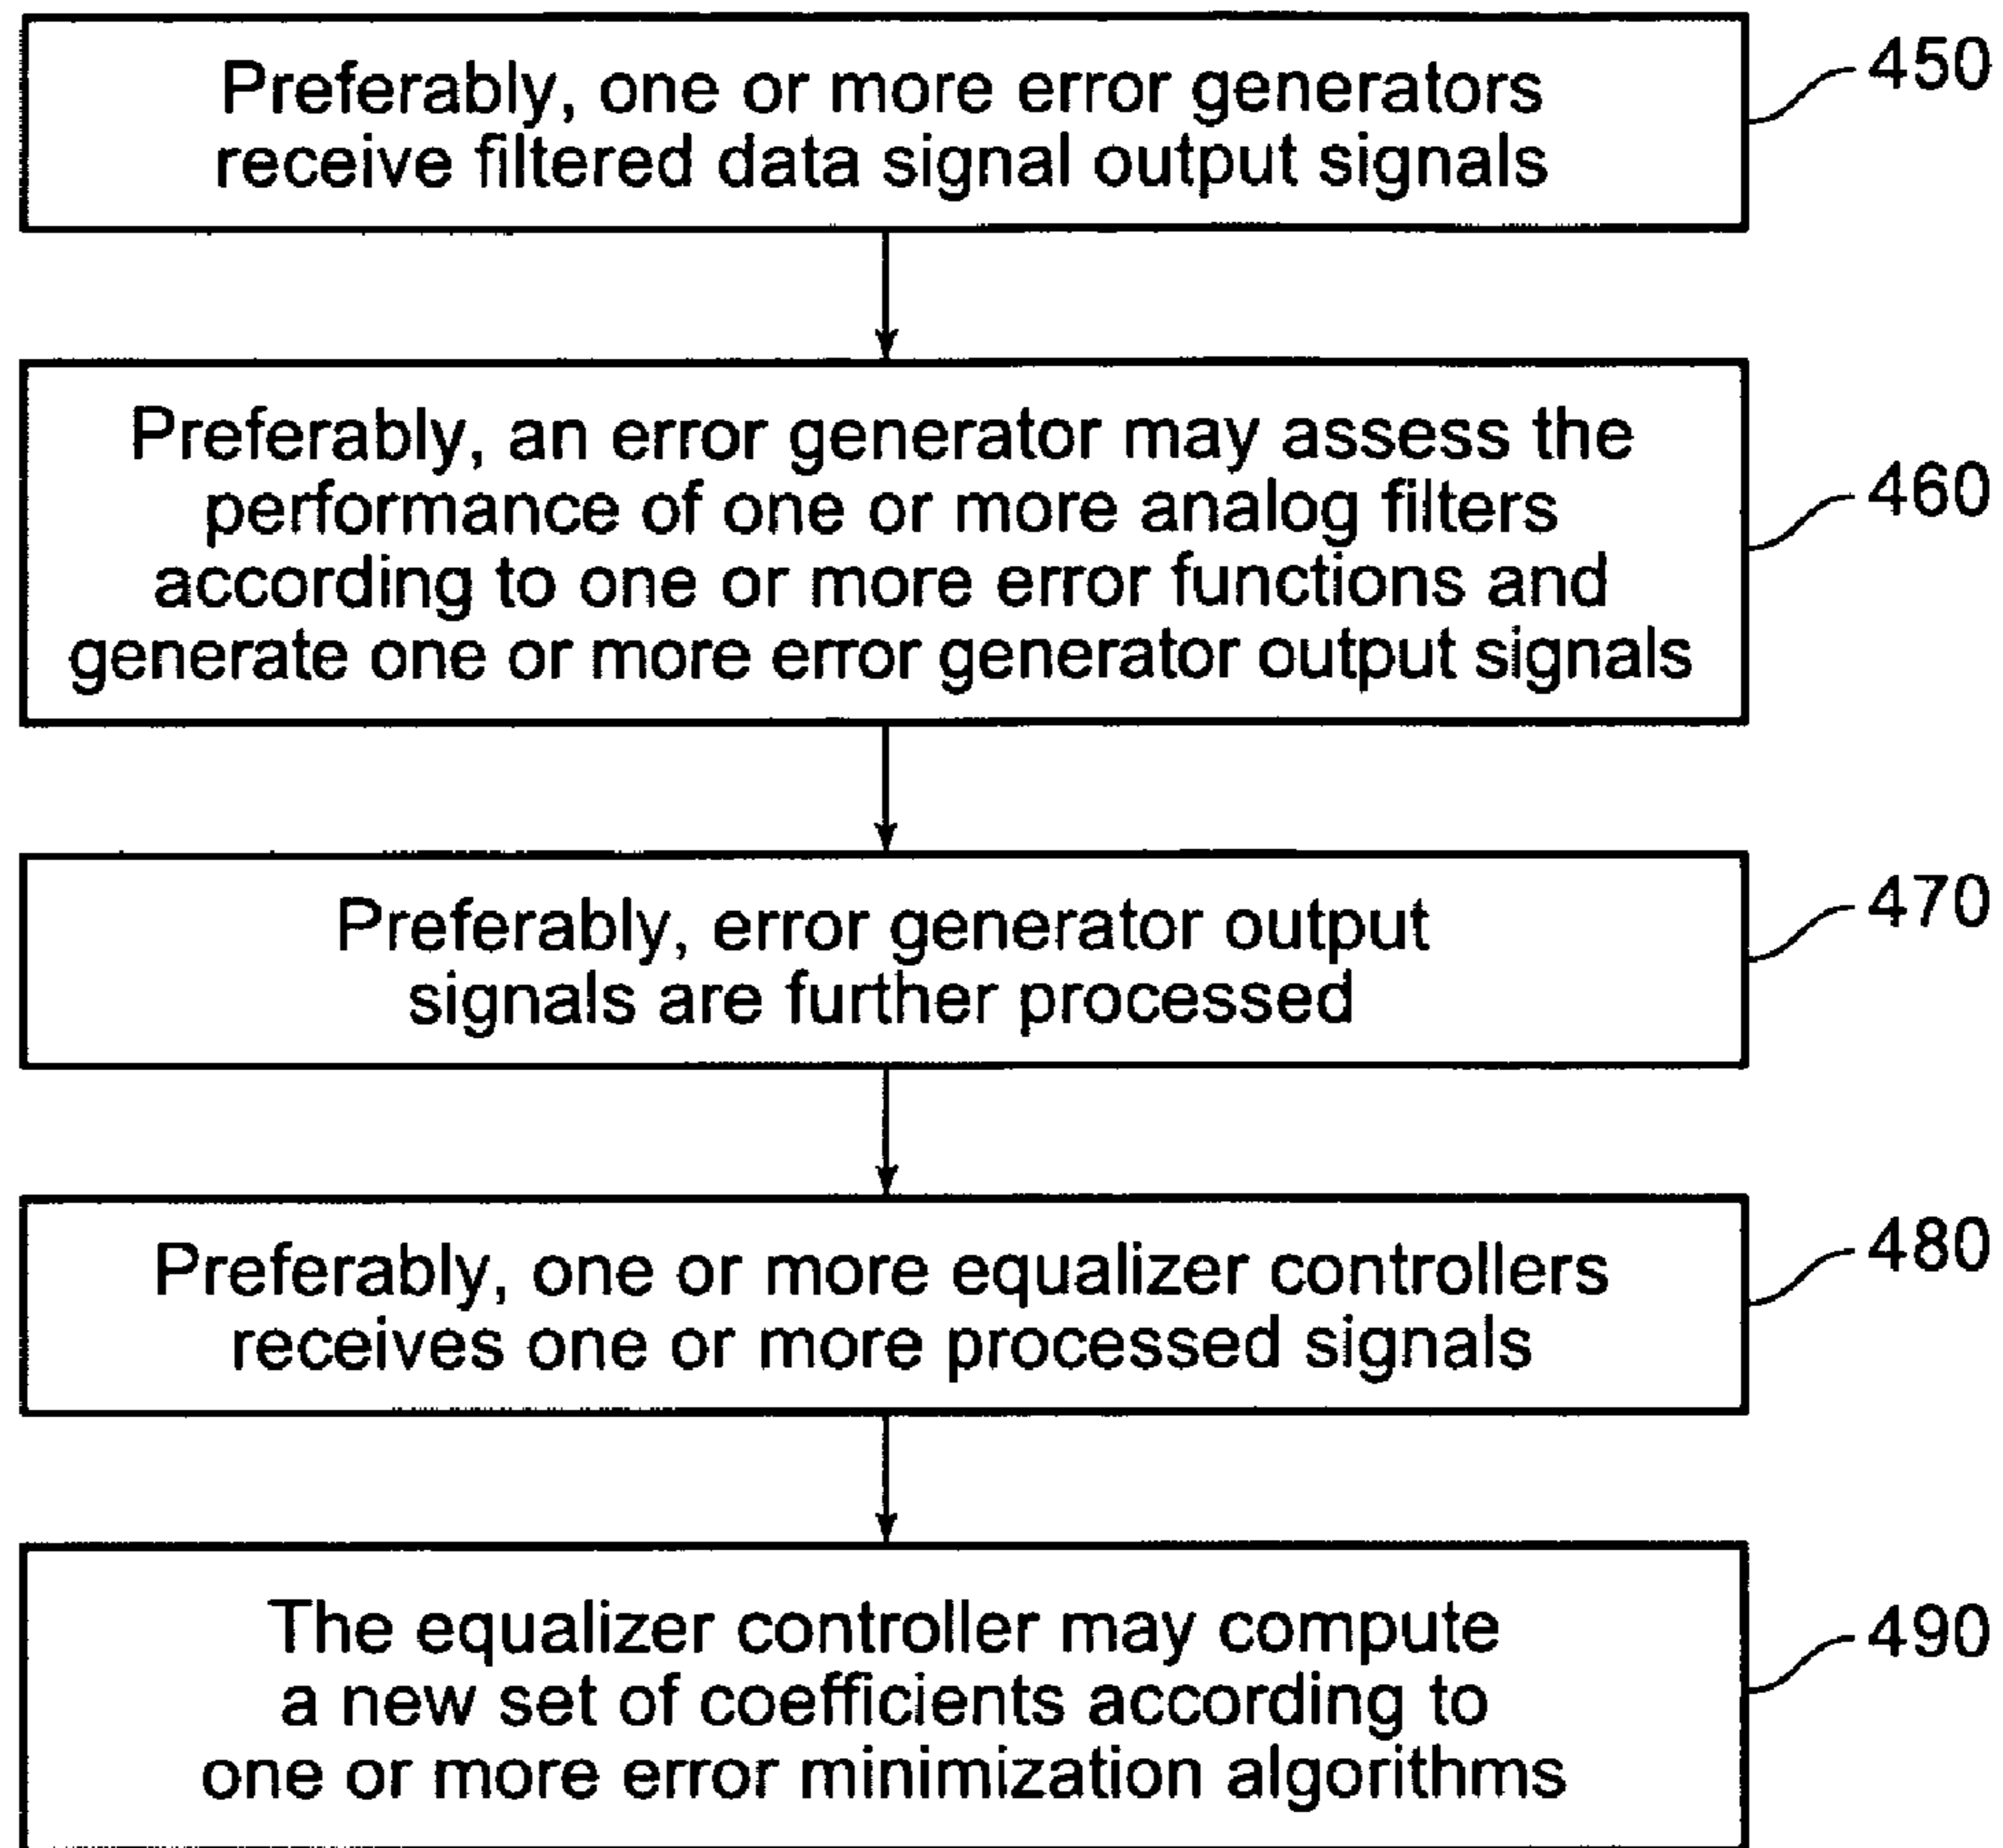 Preferably, one or more error generators
receive filtered data signal output signals
450
Preferably, an error generator may assess the
performance of one or more analog filters
according to one or more error functions and
generate one or more error generator output signals
460
Preferably, error generator output
signals are further processed
470
Preferably, one or more equalizer controllers
receives one or more processed signals
480
The equalizer controller may compute
a new set of coefficients according to
one or more error minimization algorithms
490